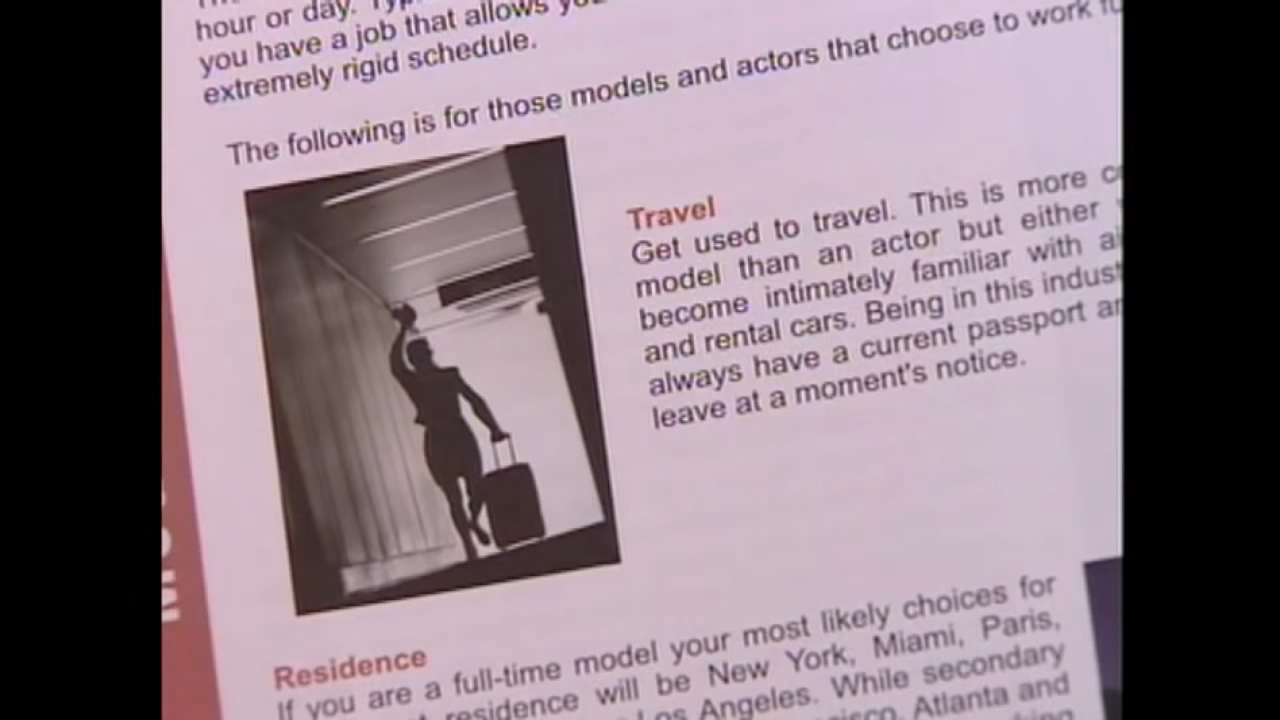 hour or day.
you have a job that allows
extremely rigid schedule.
The following is for those models and actors that choose to work
Travel
Get used to travel. This is more
model than an actor but either
become intimately familiar with
and rental cars. Being in this
always have a current passport
leave at a moment's notice.
Residence
If you are a full-time model your most likely choices for
residence will be New York, Miami, Paris,
Los Angeles. While secondary
Atlanta and